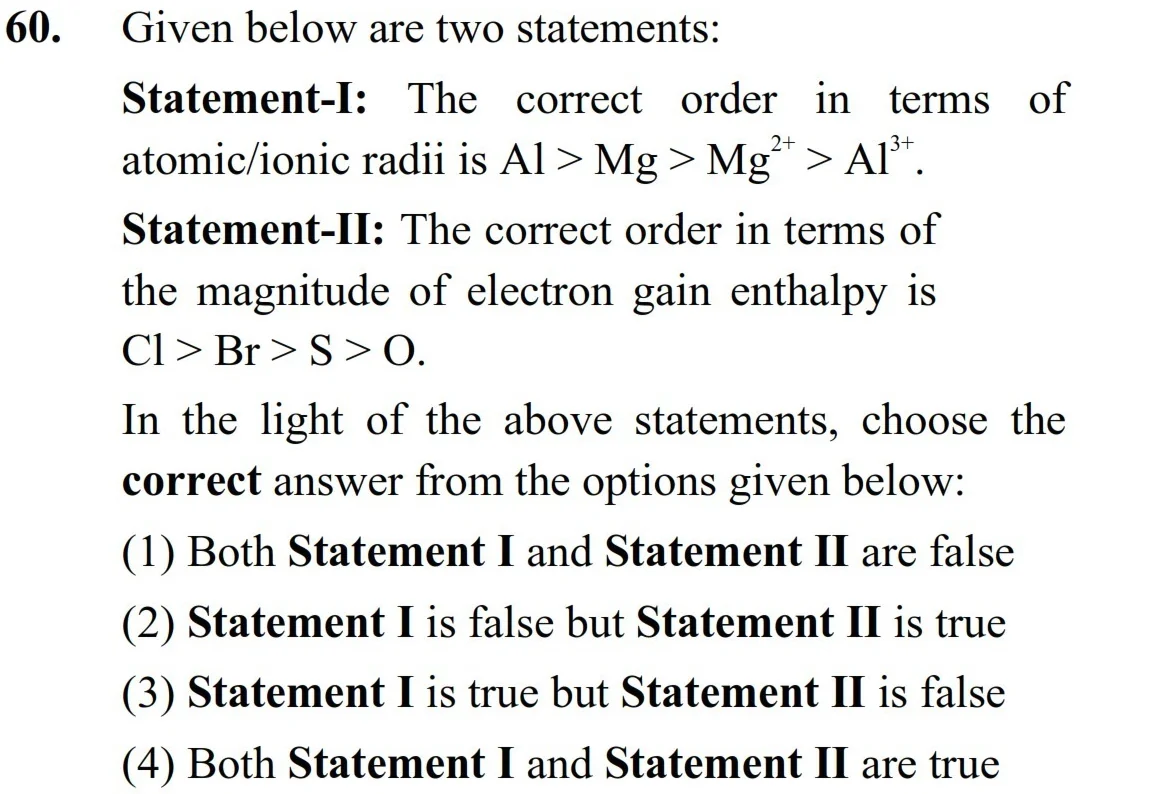 60. Given below are two statements:
Statement-I: The correct order in terms of
atomic/ionic radii is Al > Mg > Mg²⁺ > Al³⁺.
Statement-II: The correct order in terms of
the magnitude of electron gain enthalpy is
Cl > Br > S > O.
In the light of the above statements, choose the
correct answer from the options given below:
(1) Both Statement I and Statement II are false
(2) Statement I is false but Statement II is true
(3) Statement I is true but Statement II is false
(4) Both Statement I and Statement II are true